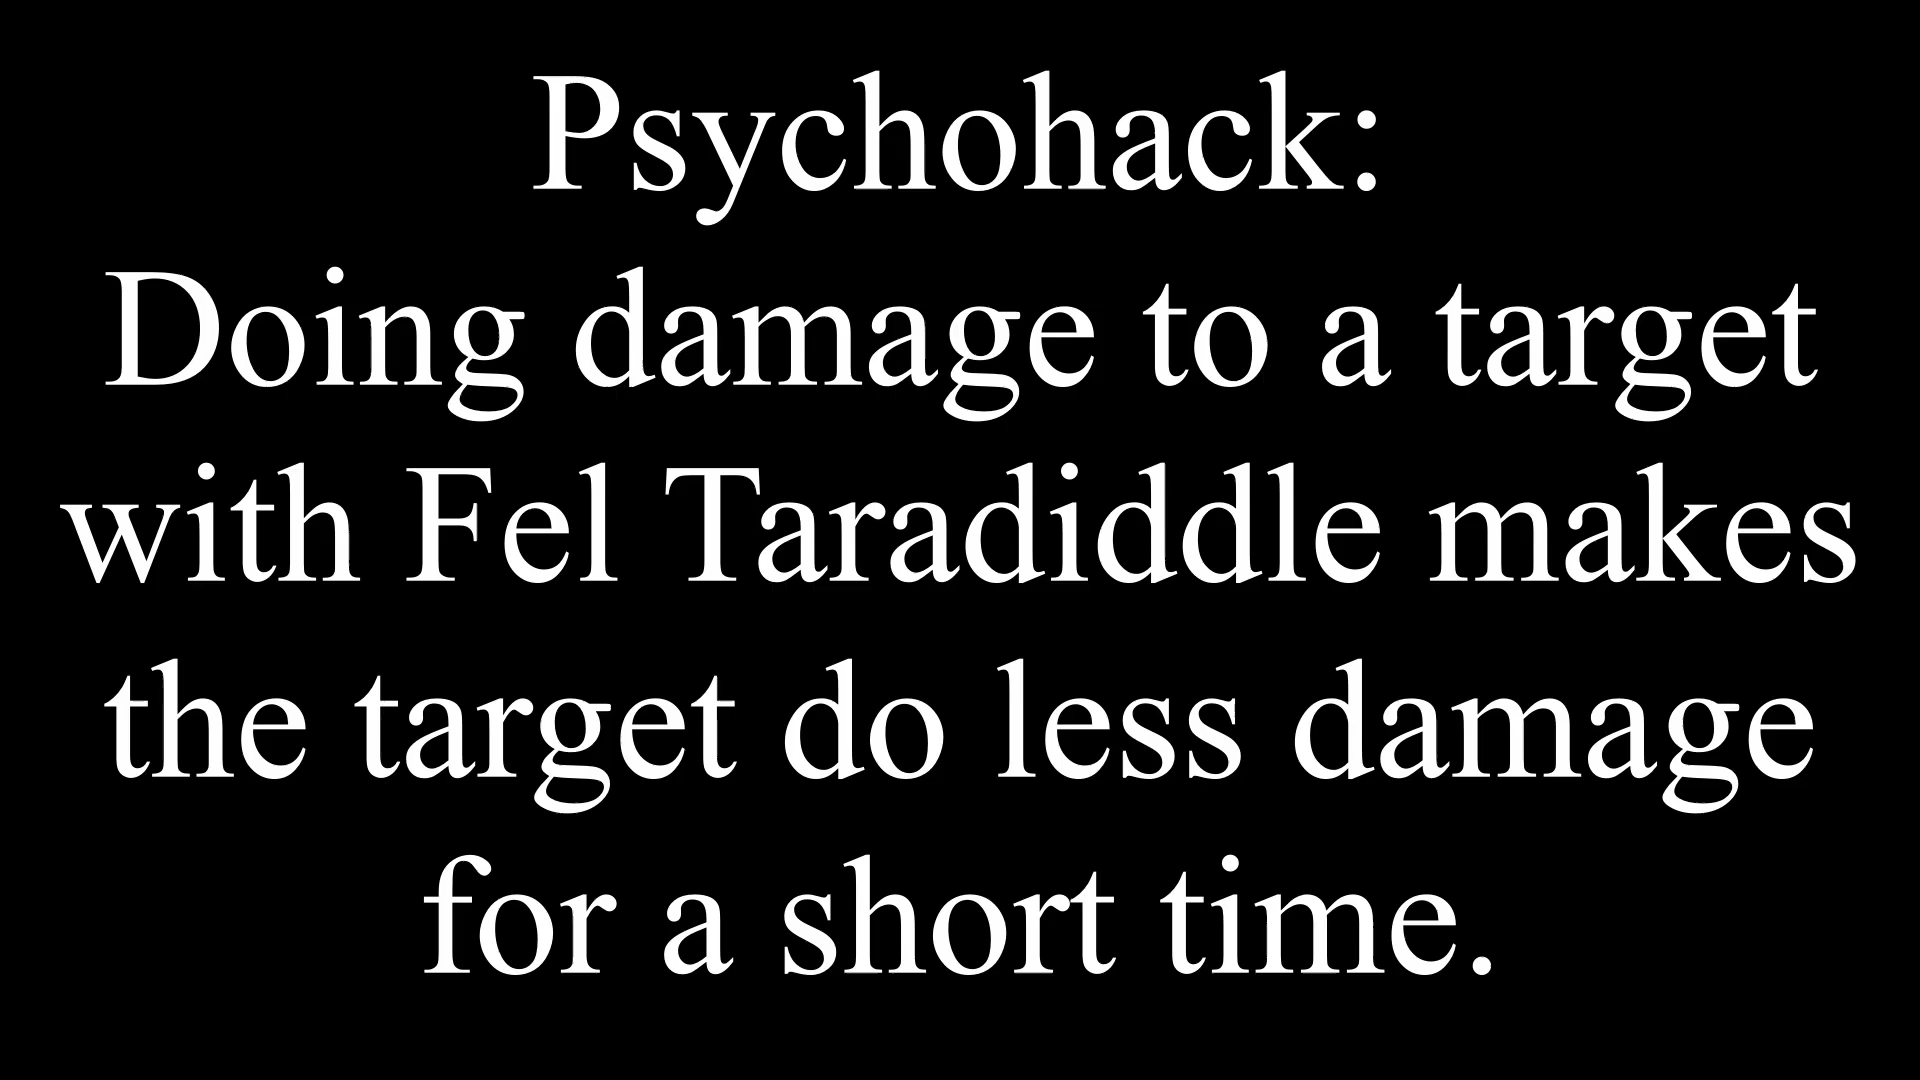 Psychohack:
Doing damage to a target
with Fel Taradiddle makes
the target do less damage
for a short time.